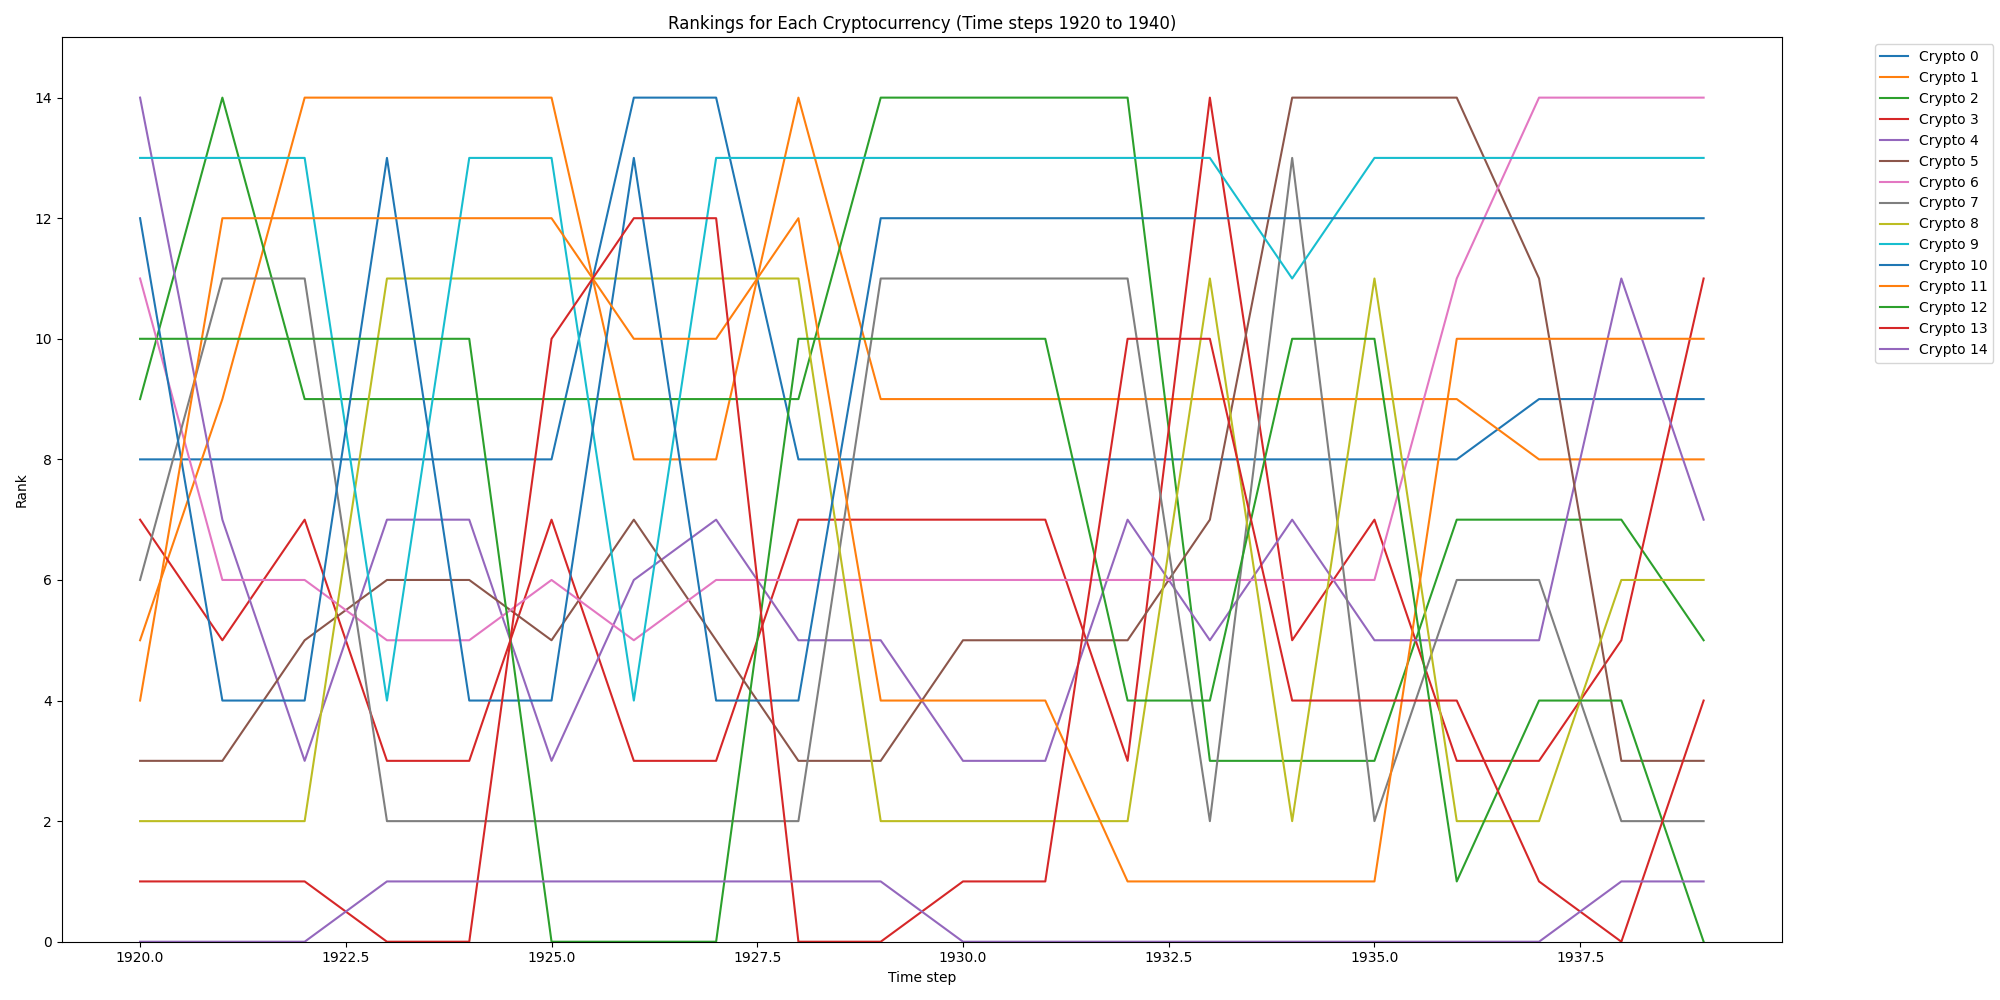 Rankings for Each Cryptocurrency (Time steps 1920 to 1940)
Rank
14
12
10
8
6
4
2
0
1920.0
1922.5
1925.0
1927.5
1930.0
1932.5
1935.0
1937.5
Time step
Crypto 0
Crypto 1
Crypto 2
Crypto 3
Crypto 4
Crypto 5
Crypto 6
Crypto 7
Crypto 8
Crypto 9
Crypto 10
Crypto 11
Crypto 12
Crypto 13
Crypto 14